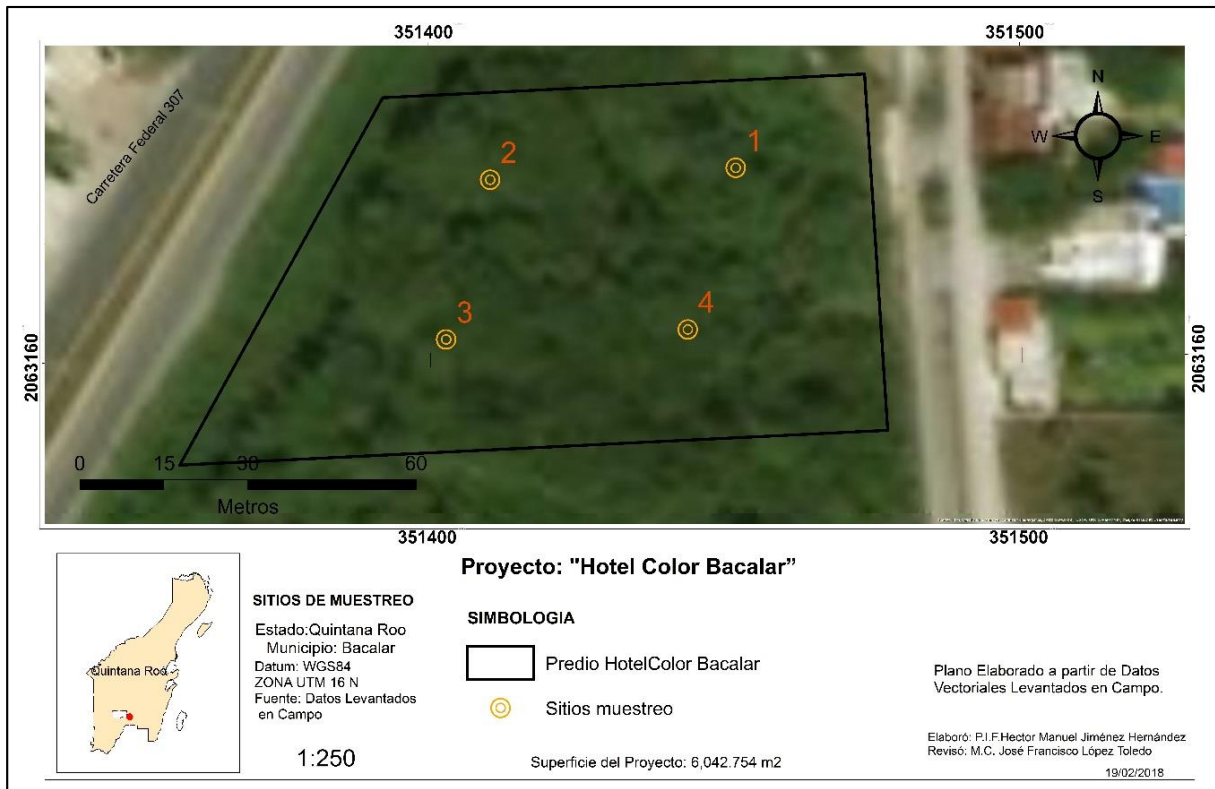 351400
351500
Carretera Federal 307
N
W
E
S
2
1
3
4
2063160
2063160
0
15
30
60
Metros
351400
351500
Proyecto: "Hotel Color Bacalar”
SITIOS DE MUESTREO
Estado:Quintana Roo
Municipio: Bacalar
Datum: WGS84
ZONA UTM 16 N
Fuente: Datos Levantados
en Campo
1:250
Quintana Roo
SIMBOLOGIA
Predio HotelColor Bacalar
Sitios muestreo
Superficie del Proyecto: 6,042.754 m2
Plano Elaborado a partir de Datos
Vectoriales Levantados en Campo.
Elaboró: P.I.F.Hector Manuel Jiménez Hernández
Revisó: M.C. José Francisco López Toledo
19/02/2018